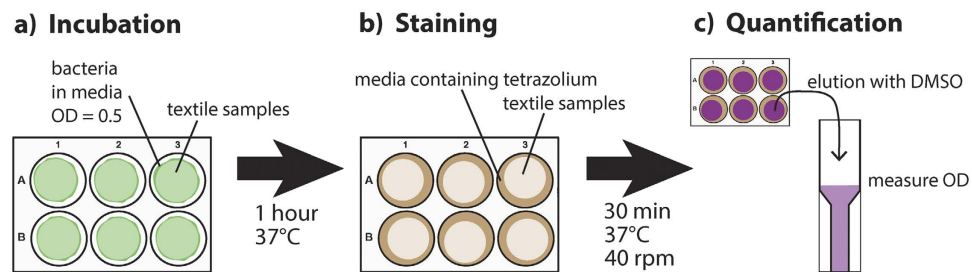 a) Incubation
bacteria
in media
OD = 0.5
textile samples
1 2 3
A
B
1 hour
37°C
b) Staining
media containing tetrazolium
textile samples
1 2 3
A
B
30 min
37°C
40 rpm
c) Quantification
1 2 3
A
B
elution with DMSO
measure OD